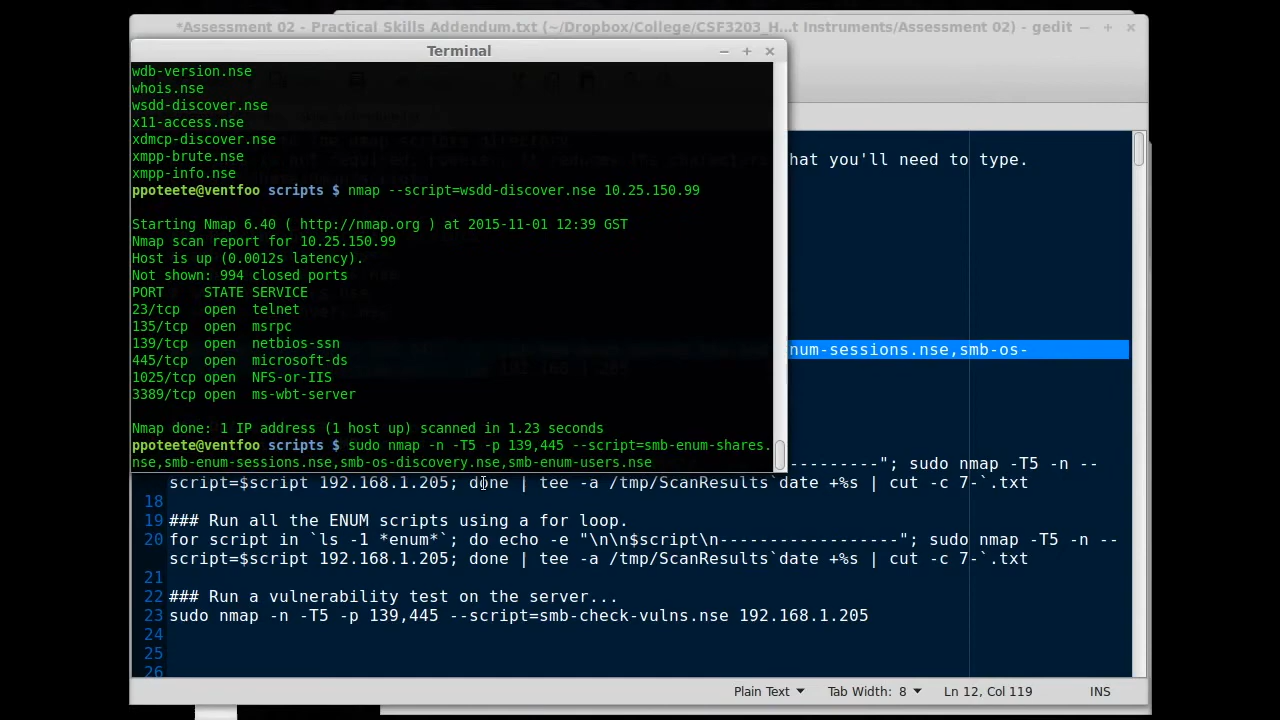 *Assessment 02 - Practical Skills Addendum.txt (~/Dropbox/College/CSF3203_H...t Instruments/Assessment 02) - gedit
Terminal
wdb-version.nse
whois.nse
wsdd-discover.nse
x11-access.nse
xdmcp-discover.nse
xmpp-brute.nse
xmpp-info.nse
ppoteete@ventfoo scripts $ nmap --script=wsdd-discover.nse 10.25.150.99
Starting Nmap 6.40 ( http://nmap.org ) at 2015-11-01 12:39 GST
Nmap scan report for 10.25.150.99
Host is up (0.0012s latency).
Not shown: 994 closed ports
PORT STATE SERVICE
23/tcp open telnet
135/tcp open msrpc
139/tcp open netbios-ssn
445/tcp open microsoft-ds
1025/tcp open NFS-or-IIS
3389/tcp open ms-wbt-server
Nmap done: 1 IP address (1 host up) scanned in 1.23 seconds
ppoteete@ventfoo scripts $ sudo nmap -n -T5 -p 139,445 --script=smb-enum-shares.
nse,smb-enum-sessions.nse,smb-os-discovery.nse,smb-enum-users.nse
hat you'll need to type.
num-sessions.nse,smb-os-
---------"; sudo nmap -T5 -n --
script=$script 192.168.1.205; done | tee -a /tmp/ScanResults`date +%s | cut -c 7-`.txt
18
19 ### Run all the ENUM scripts using a for loop.
20 for script in `ls -1 *enum*`; do echo -e "\n\n$script\n------------------"; sudo nmap -T5 -n --
script=$script 192.168.1.205; done | tee -a /tmp/ScanResults`date +%s | cut -c 7-`.txt
21
22 ### Run a vulnerability test on the server...
23 sudo nmap -n -T5 -p 139,445 --script=smb-check-vulns.nse 192.168.1.205
24
25
26
Plain Text Tab Width: 8 Ln 12, Col 119 INS